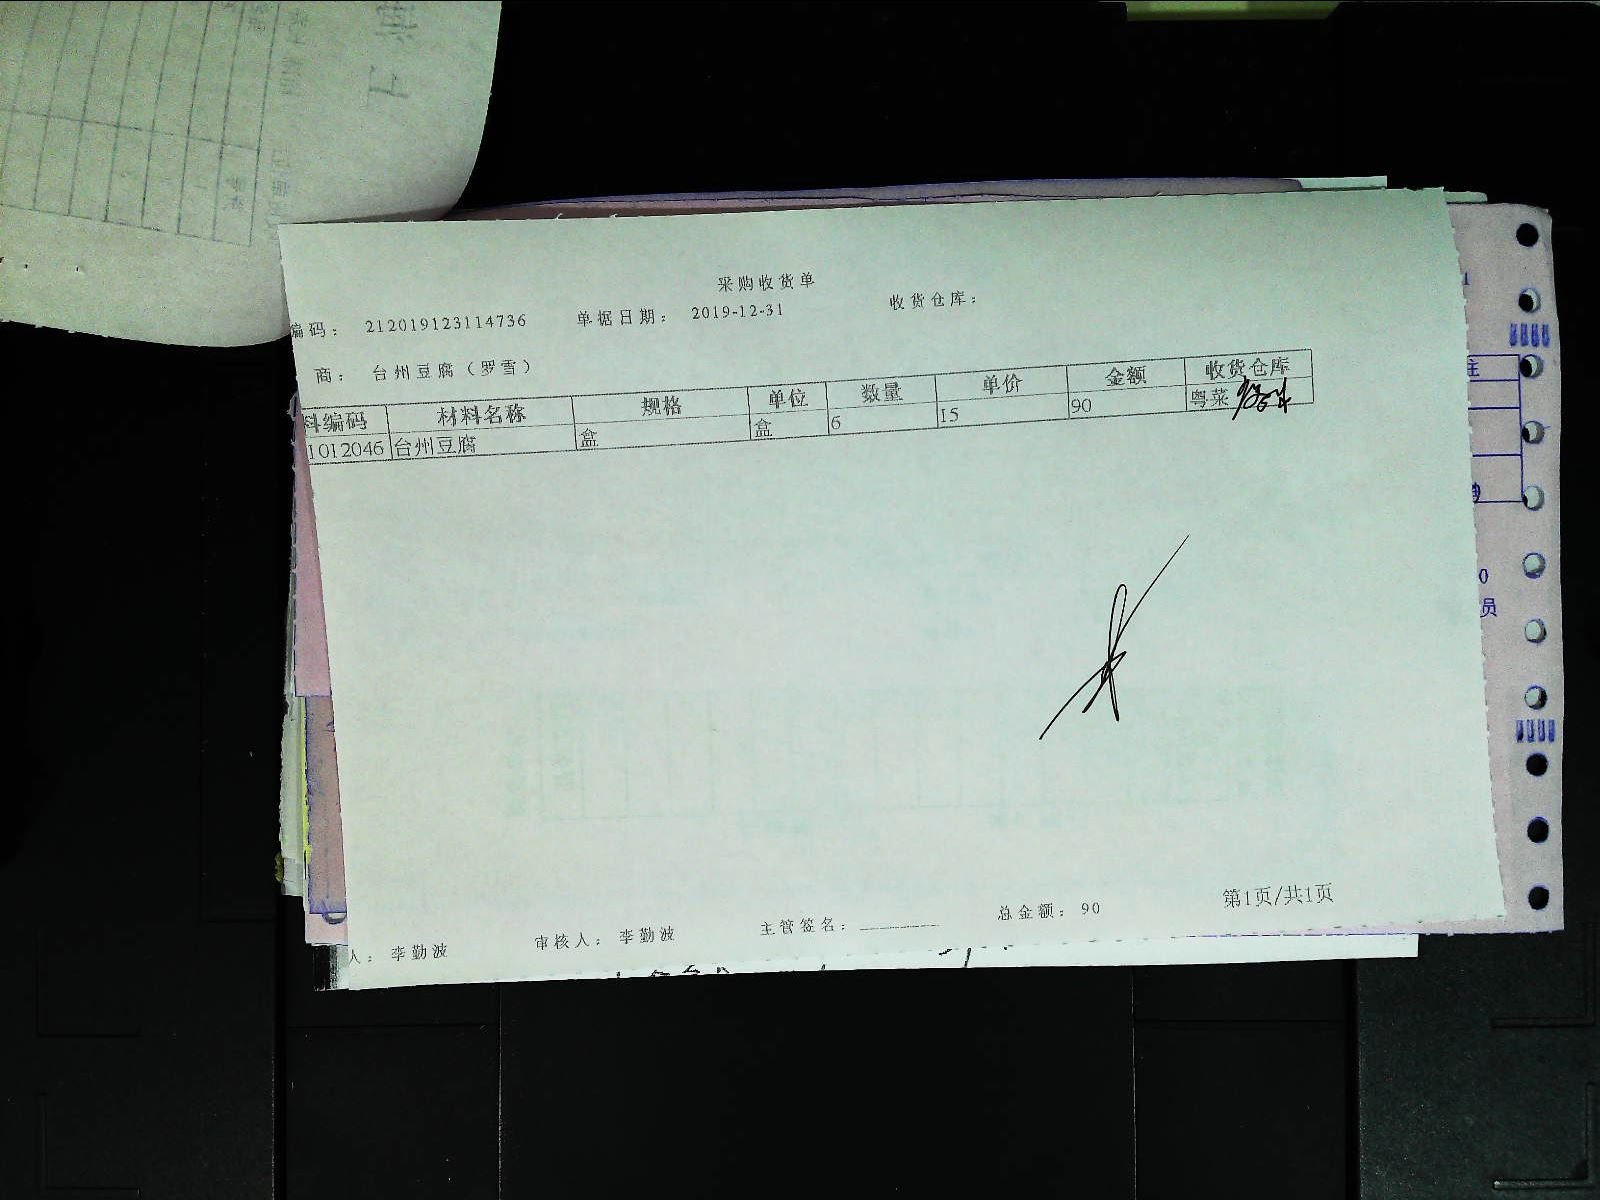 采购收货单
编码： 212019123114736 单据日期： 2019-12-31 收货仓库：
商： 台州豆腐（罗雪）
料编码 材料名称 规格 单位 数量 单价 金额 收货仓库
1012046 台州豆腐 盒 盒 6 15 90 粤菜
人： 李勤波 审核人： 李勤波 主管签名： 总金额： 90 第1页/共1页